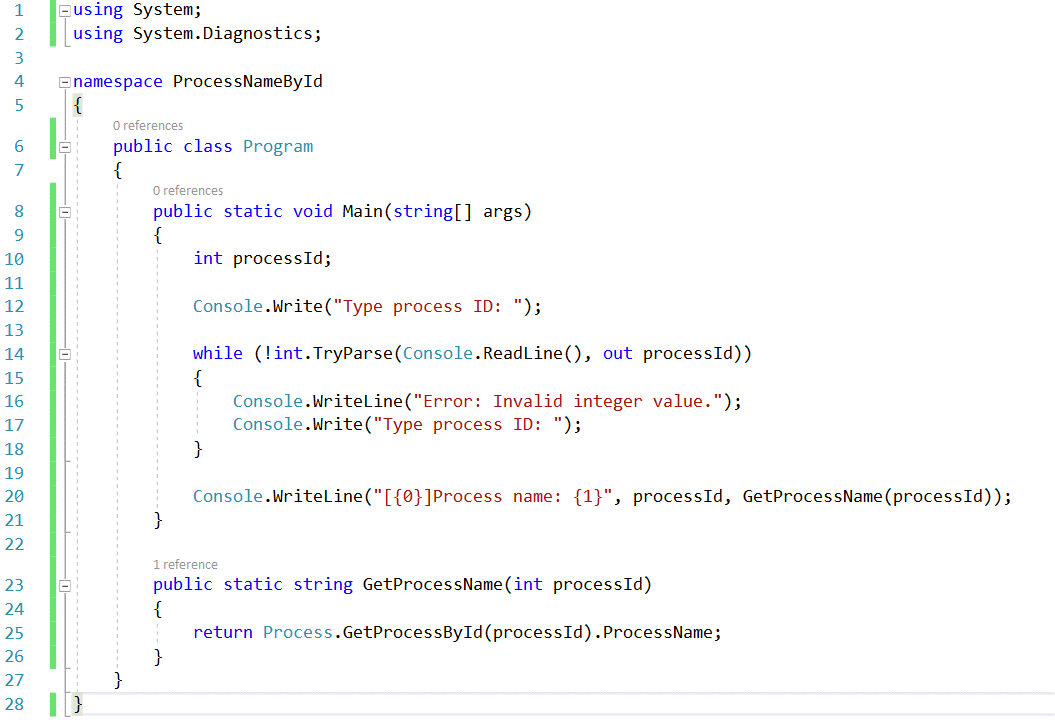 1 using System;
2 using System.Diagnostics;
3
4 namespace ProcessNameById
5 {
0 references
6 public class Program
7 {
0 references
8 public static void Main(string[] args)
9 {
10 int processId;
11
12 Console.Write("Type process ID: ");
13
14 while (!int.TryParse(Console.ReadLine(), out processId))
15 {
16 Console.WriteLine("Error: Invalid integer value.");
17 Console.Write("Type process ID: ");
18 }
19
20 Console.WriteLine("[{0}]Process name: {1}", processId, GetProcessName(processId));
21 }
22
1 reference
23 public static string GetProcessName(int processId)
24 {
25 return Process.GetProcessById(processId).ProcessName;
26 }
27 }
28 }